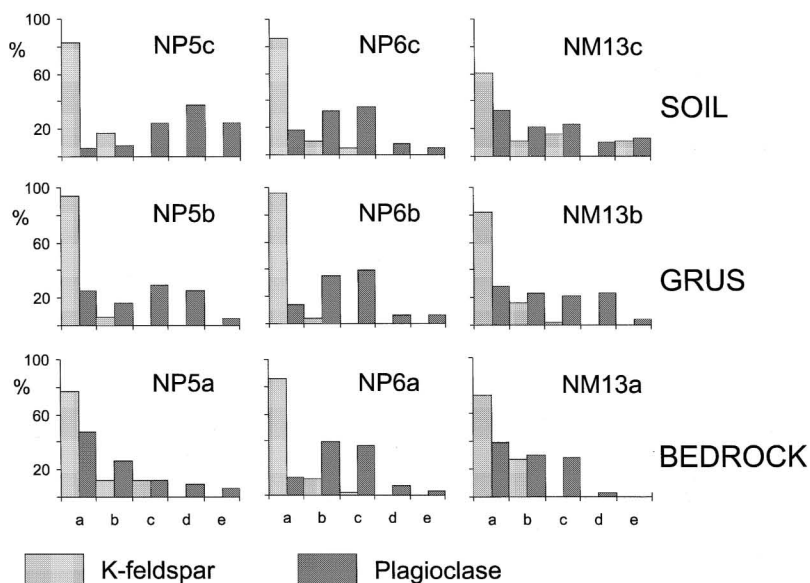 100
%
60
20
NP5c
NP6c
NM13c
SOIL
100
%
60
20
NP5b
NP6b
NM13b
GRUS
100
%
60
20
NP5a
NP6a
NM13a
BEDROCK
a b c d e a b c d e a b c d e
K-feldspar Plagioclase